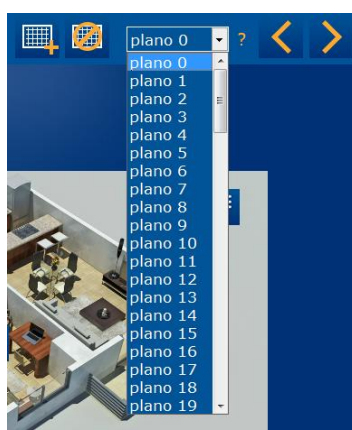 plano 0 ?
plano 0
plano 1
plano 2
plano 3
plano 4
plano 5
plano 6
plano 7
plano 8
plano 9
plano 10
plano 11
plano 12
plano 13
plano 14
plano 15
plano 16
plano 17
plano 18
plano 19